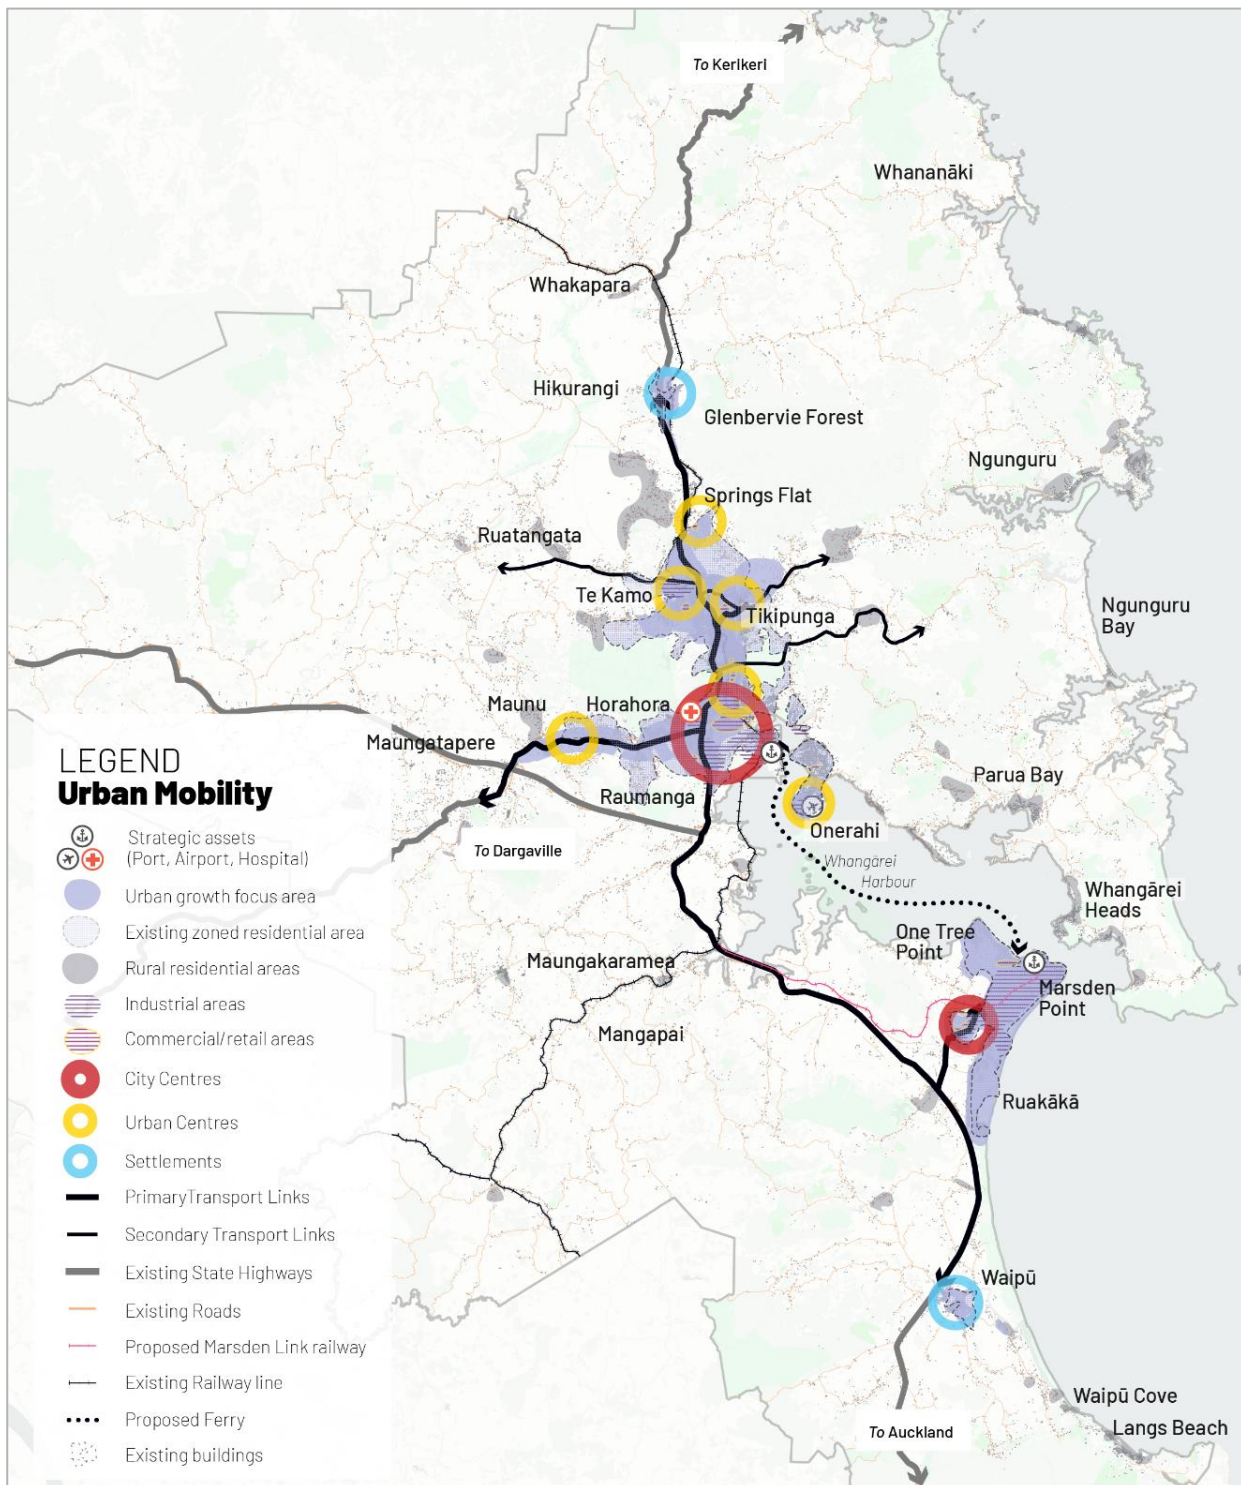 To Kerikeri
Whananāki
Whakapara
Hikurangi
Glenbervie Forest
Ngunguru
Springs Flat
Ruatangata
Te Kamo
Tikipunga
Ngunguru
Bay
Maunu
Horahora
Maungatapere
Parua Bay
Raumanga
Onerahi
To Dargaville
Whangārei
Harbour
Whangārei
Heads
One Tree
Point
Maungakaramea
Marsden
Point
Mangapai
Ruakākā
Waipū
Waipū Cove
To Auckland
Langs Beach
LEGEND
Urban Mobility
Strategic assets
(Port, Airport, Hospital)
Urban growth focus area
Existing zoned residential area
Rural residential areas
Industrial areas
Commercial/retail areas
City Centres
Urban Centres
Settlements
PrimaryTransport Links
Secondary Transport Links
Existing State Highways
Existing Roads
Proposed Marsden Link railway
Existing Railway line
Proposed Ferry
Existing buildings